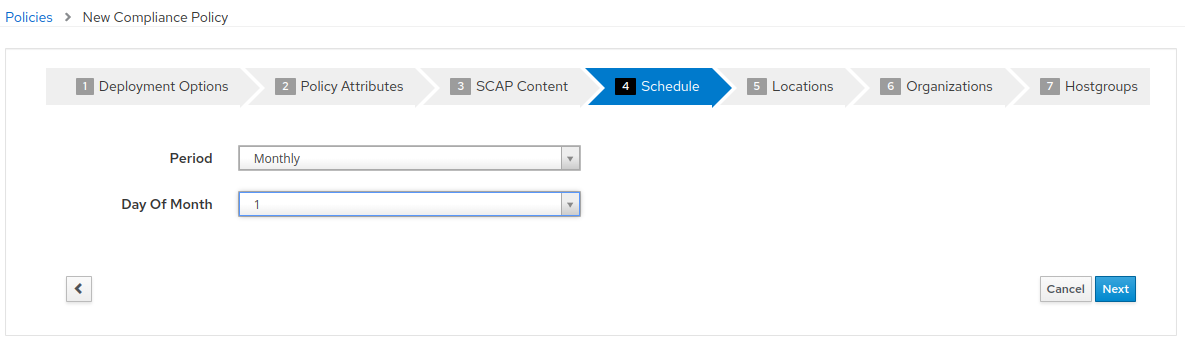 Policies > New Compliance Policy
1 Deployment Options 2 Policy Attributes 3 SCAP Content 4 Schedule 5 Locations 6 Organizations 7 Hostgroups
Period Monthly
Day Of Month 1
Cancel Next